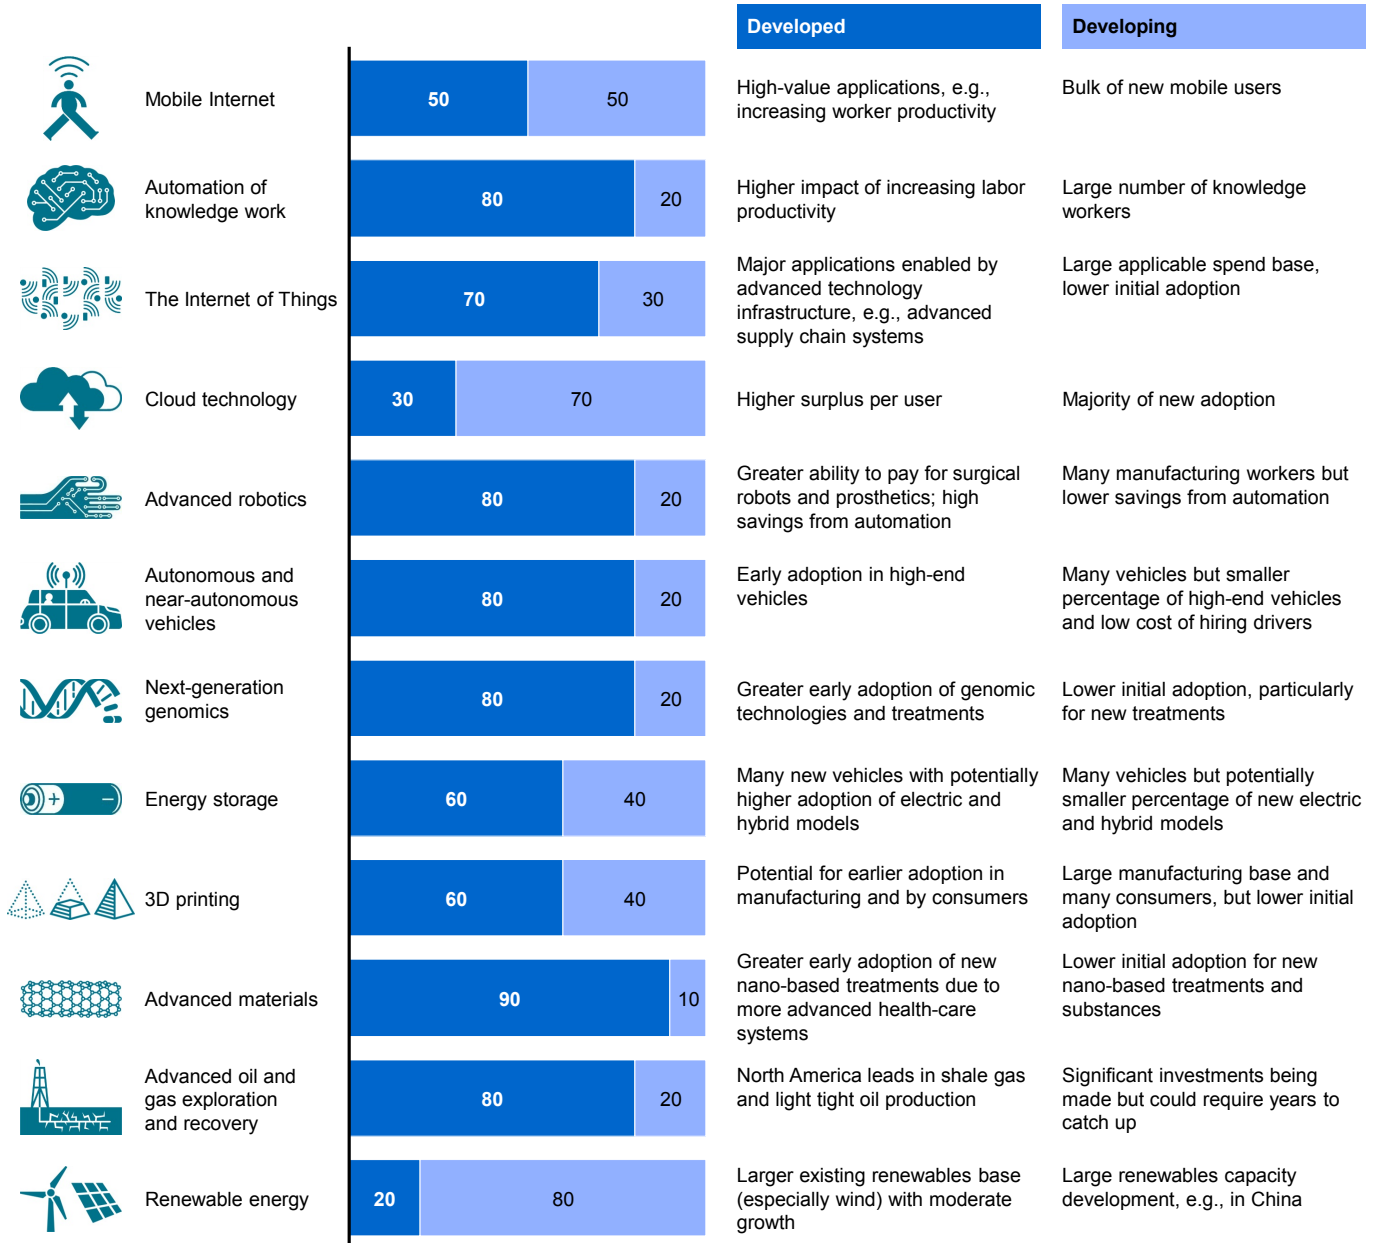 Developed
Developing
Mobile Internet
50
50
High-value applications, e.g.,
increasing worker productivity
Bulk of new mobile users
Automation of
knowledge work
80
20
Higher impact of increasing labor
productivity
Large number of knowledge
workers
The Internet of Things
70
30
Major applications enabled by
advanced technology
infrastructure, e.g., advanced
supply chain systems
Large applicable spend base,
lower initial adoption
Cloud technology
30
70
Higher surplus per user
Majority of new adoption
Advanced robotics
80
20
Greater ability to pay for surgical
robots and prosthetics; high
savings from automation
Many manufacturing workers but
lower savings from automation
Autonomous and
near-autonomous
vehicles
80
20
Early adoption in high-end
vehicles
Many vehicles but smaller
percentage of high-end vehicles
and low cost of hiring drivers
Next-generation
genomics
80
20
Greater early adoption of genomic
technologies and treatments
Lower initial adoption, particularly
for new treatments
Energy storage
60
40
Many new vehicles with potentially
higher adoption of electric and
hybrid models
Many vehicles but potentially
smaller percentage of new electric
and hybrid models
3D printing
60
40
Potential for earlier adoption in
manufacturing and by consumers
Large manufacturing base and
many consumers, but lower initial
adoption
Advanced materials
90
10
Greater early adoption of new
nano-based treatments due to
more advanced health-care
systems
Lower initial adoption for new
nano-based treatments and
substances
Advanced oil and
gas exploration
and recovery
80
20
North America leads in shale gas
and light tight oil production
Significant investments being
made but could require years to
catch up
Renewable energy
20
80
Larger existing renewables base
(especially wind) with moderate
growth
Large renewables capacity
development, e.g., in China